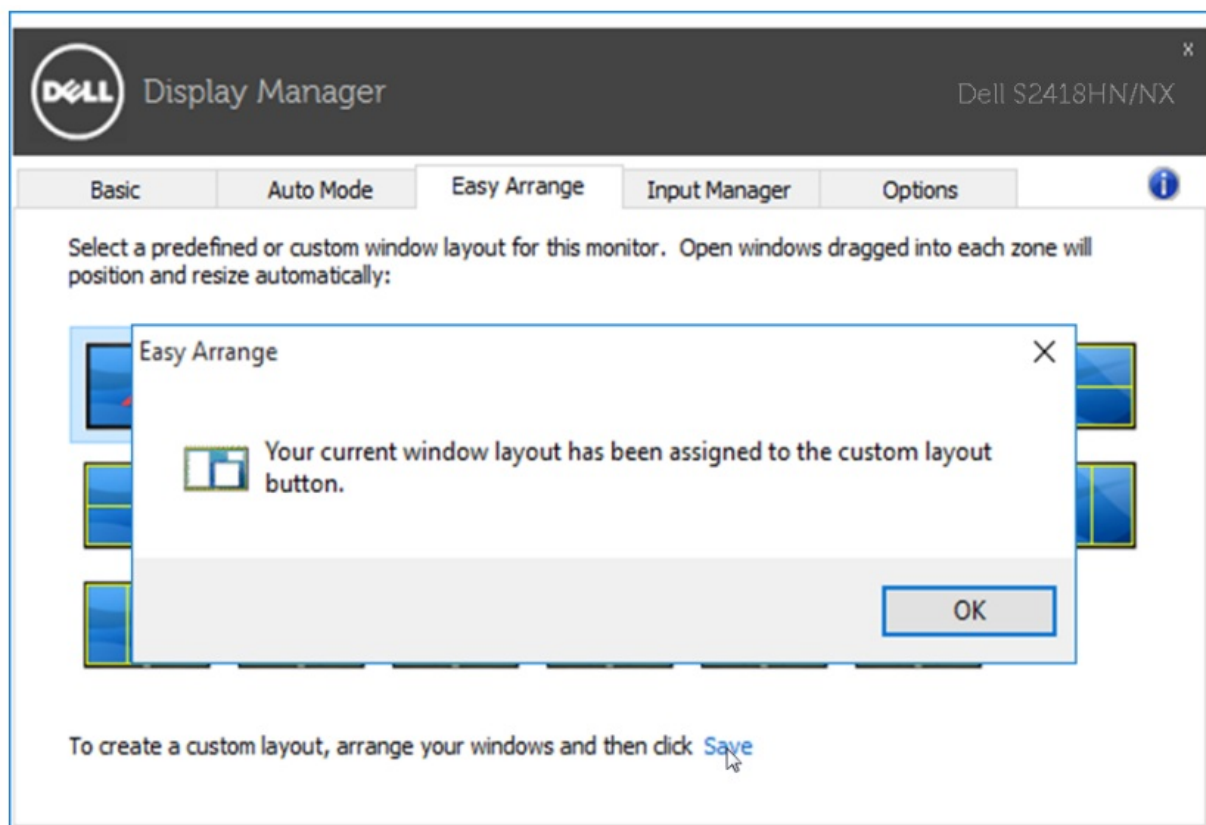 DELL Display Manager
x
Dell S2418HN/NX
Basic
Auto Mode
Easy Arrange
Input Manager
Options
i
Select a predefined or custom window layout for this monitor. Open windows dragged into each zone will
position and resize automatically:
Easy Arrange
Your current window layout has been assigned to the custom layout
button.
OK
To create a custom layout, arrange your windows and then click Save